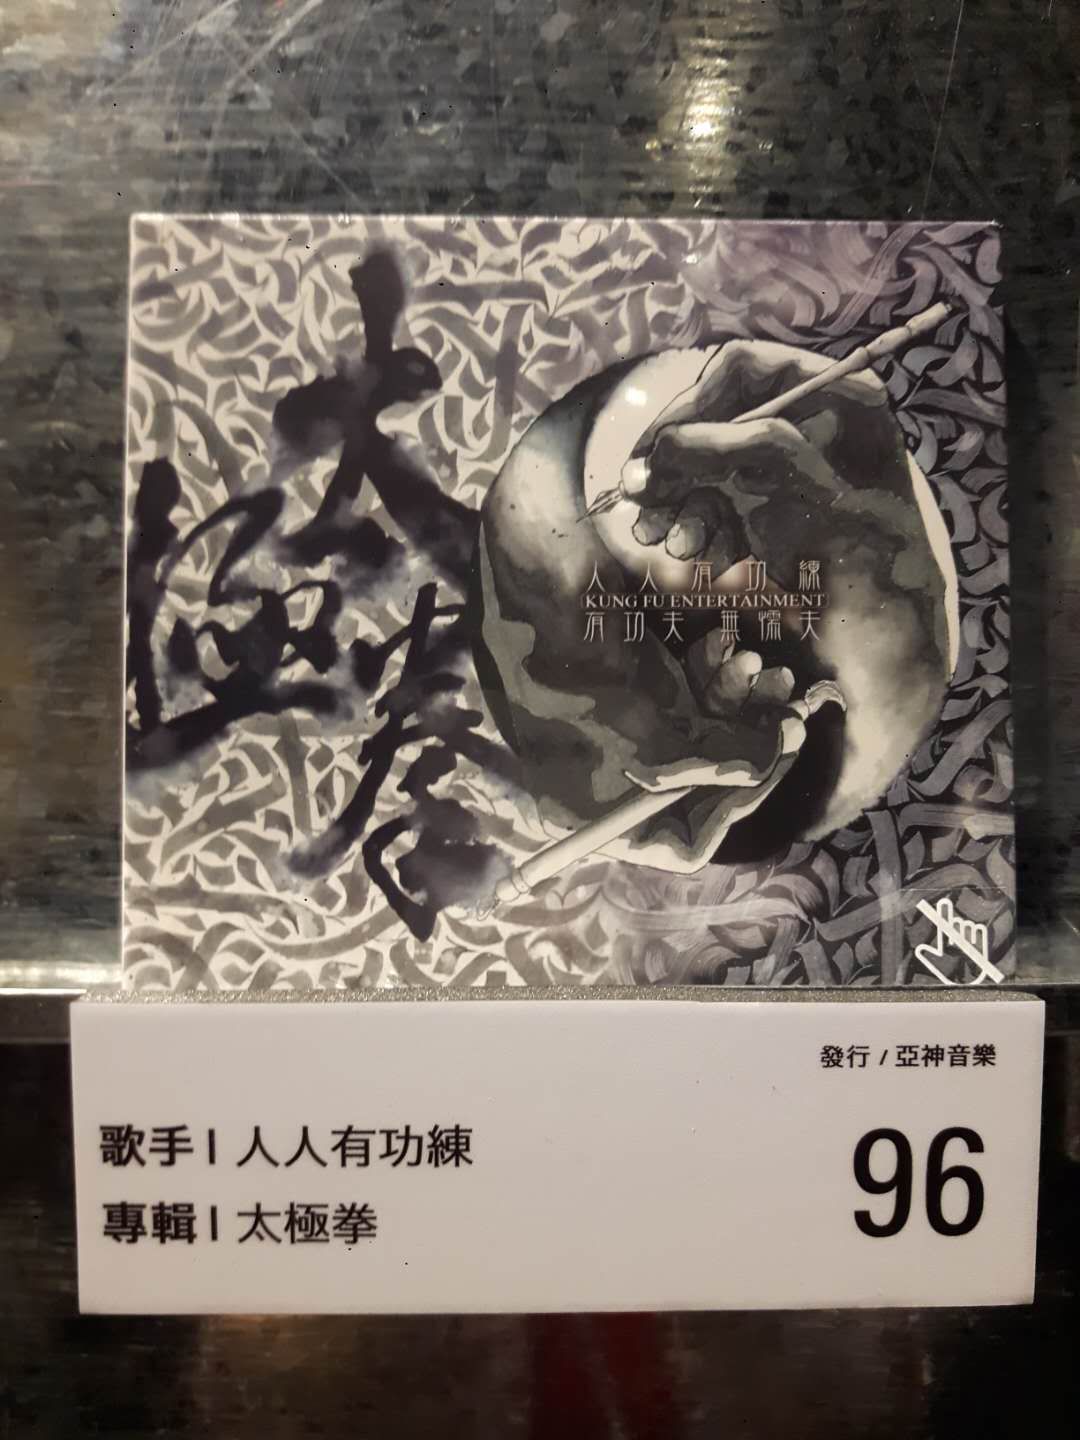 太極拳
人人有功練
KUNG FU ENTERTAINMENT
有功夫 無懦夫
發行 / 亞神音樂
歌手 | 人人有功練
專輯 | 太極拳
96